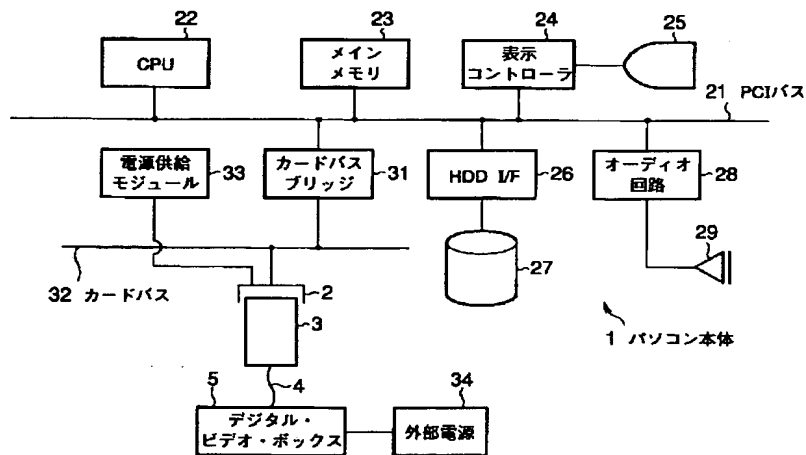 22
23
24
25
CPU
メイン
メモリ
表示
コントローラ
21 PCIバス
電源供給
モジュール
33
カードバス
ブリッジ
31
HDD I/F
26
オーディオ
回路
28
29
27
32 カードバス
2
3
1 パソコン本体
4
5
34
デジタル・
ビデオ・ボックス
外部電源